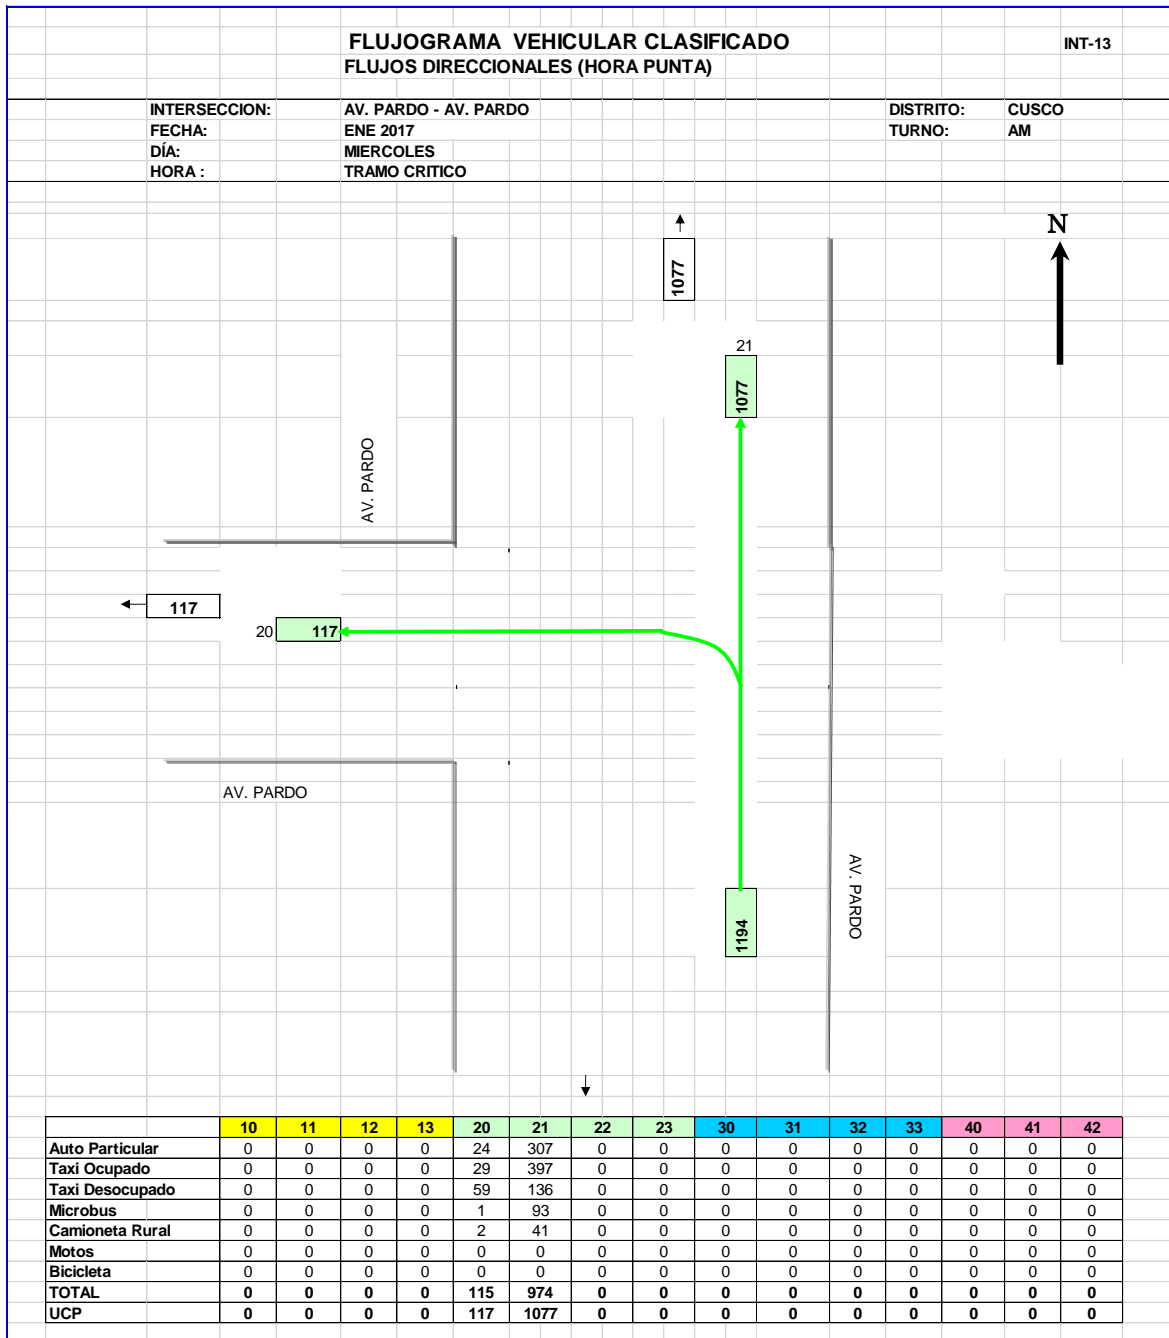 FLUJOGRAMA VEHICULAR CLASIFICADO INT-13
FLUJOS DIRECCIONALES (HORA PUNTA)
INTERSECCION: AV. PARDO - AV. PARDO DISTRITO: CUSCO
FECHA: ENE 2017 TURNO: AM
DÍA: MIERCOLES
HORA : TRAMO CRITICO
N
1077
21
1077
AV. PARDO
117
20 117
AV. PARDO
AV. PARDO
1194
10 11 12 13 20 21 22 23 30 31 32 33 40 41 42
Auto Particular 0 0 0 0 24 307 0 0 0 0 0 0 0 0 0
Taxi Ocupado 0 0 0 0 29 397 0 0 0 0 0 0 0 0 0
Taxi Desocupado 0 0 0 0 59 136 0 0 0 0 0 0 0 0 0
Microbus 0 0 0 0 1 93 0 0 0 0 0 0 0 0 0
Camioneta Rural 0 0 0 0 2 41 0 0 0 0 0 0 0 0 0
Motos 0 0 0 0 0 0 0 0 0 0 0 0 0 0 0
Bicicleta 0 0 0 0 0 0 0 0 0 0 0 0 0 0 0
TOTAL 0 0 0 0 115 974 0 0 0 0 0 0 0 0 0
UCP 0 0 0 0 117 1077 0 0 0 0 0 0 0 0 0